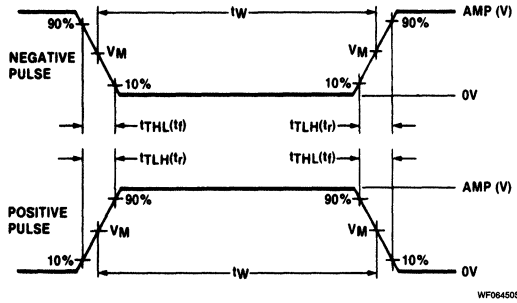 tW
AMP (V)
90%
90%
NEGATIVE
PULSE
VM
VM
10%
10%
0V
tTHL(tf)
tTLH(tr)
tTLH(tr)
tTHL(tf)
AMP (V)
90%
90%
POSITIVE
PULSE
VM
VM
10%
10%
tW
0V